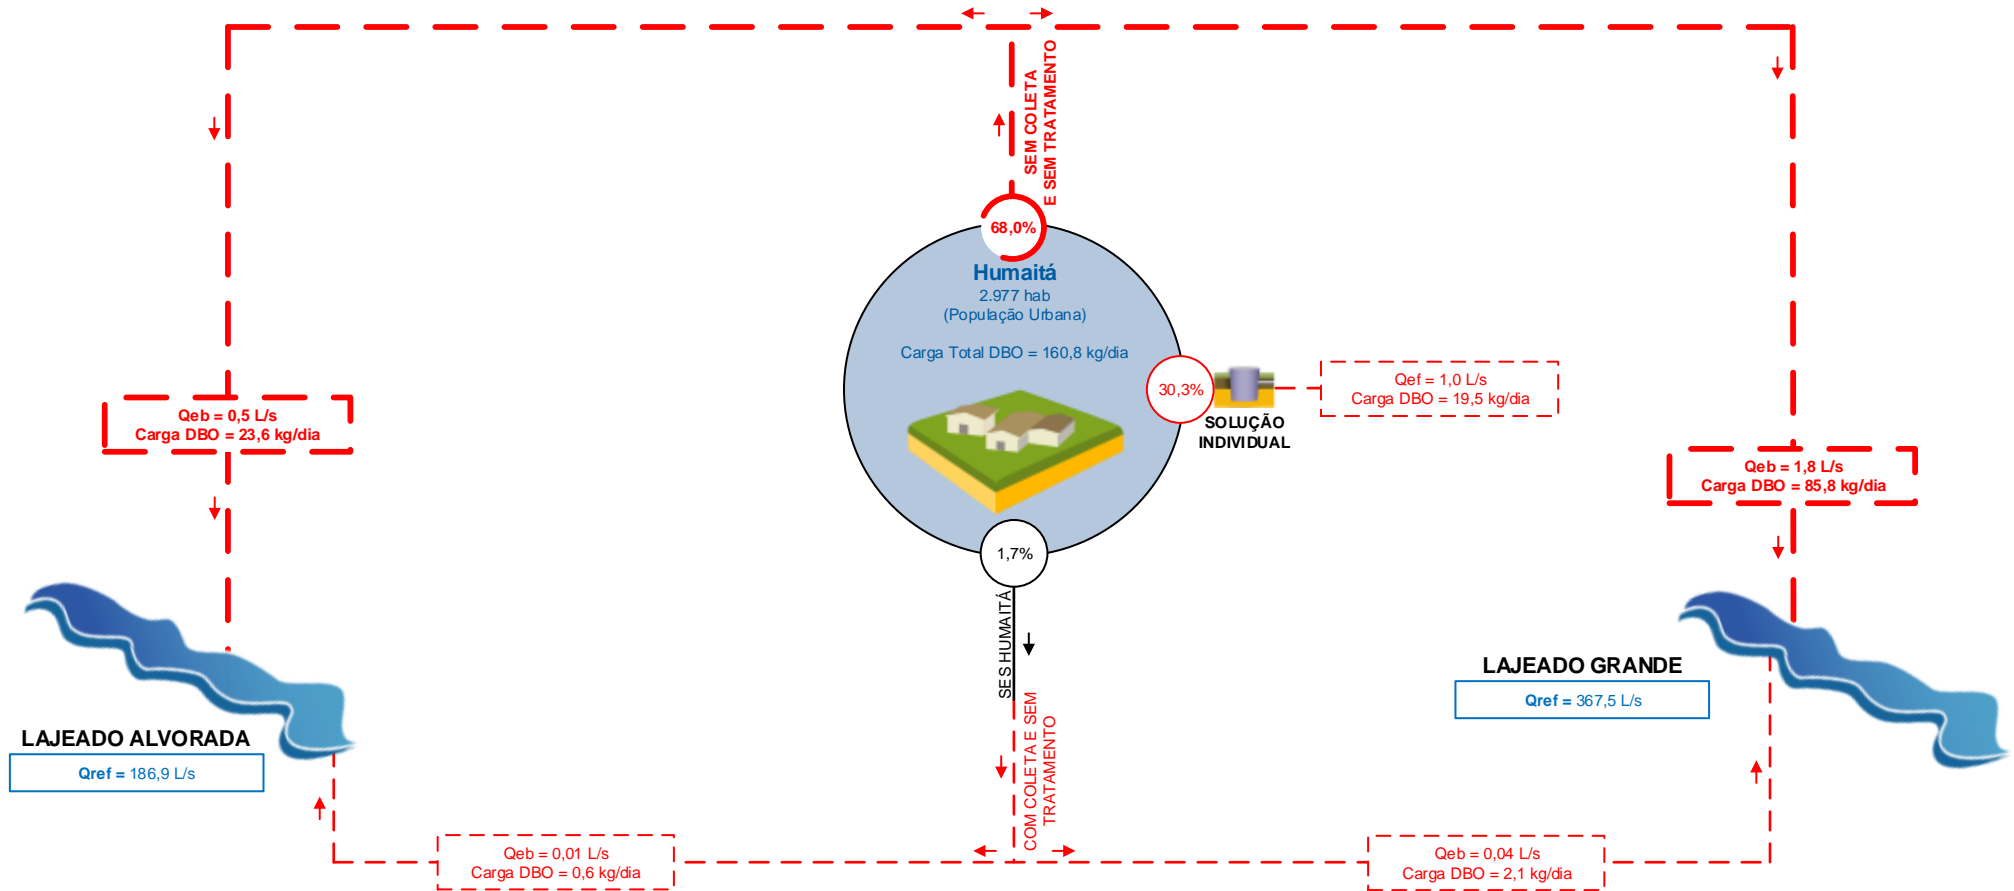 SEM COLETA
E SEM TRATAMENTO
68,0%
Humaitá
2.977 hab
(População Urbana)
Carga Total DBO = 160,8 kg/dia
30,3%
SOLUÇÃO
INDIVIDUAL
Qef = 1,0 L/s
Carga DBO = 19,5 kg/dia
Qeb = 0,5 L/s
Carga DBO = 23,6 kg/dia
Qeb = 1,8 L/s
Carga DBO = 85,8 kg/dia
1,7%
SES HUMAITÁ
COM COLETA E SEM
TRATAMENTO
LAJEADO ALVORADA
Qref = 186,9 L/s
LAJEADO GRANDE
Qref = 367,5 L/s
Qeb = 0,01 L/s
Carga DBO = 0,6 kg/dia
Qeb = 0,04 L/s
Carga DBO = 2,1 kg/dia